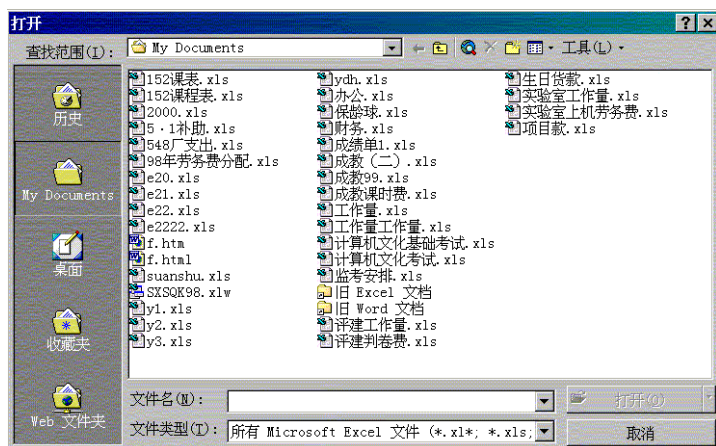 打开
查找范围(I):
My Documents
工具(L)
历史
My Documents
桌面
收藏夹
Web 文件夹
152课表.xls
152课程表.xls
2000.xls
5·1补助.xls
548厂支出.xls
98年劳务费分配.xls
e20.xls
e21.xls
e22.xls
e2222.xls
f.htm
f.html
suanshu.xls
SXSQK98.xlw
y1.xls
y2.xls
y3.xls
ydh.xls
办公.xls
保龄球.xls
财务.xls
成绩单1.xls
成教（二）.xls
成教99.xls
成教课时费.xls
工作量.xls
工作量工作量.xls
计算机文化基础考试.xls
计算机文化考试.xls
监考安排.xls
旧 Excel 文档
旧 Word 文档
评建工作量.xls
评建判卷费.xls
生日货款.xls
实验室工作量.xls
实验室上机劳务费.xls
项目款.xls
文件名(N):
打开(O)
文件类型(T):
所有 Microsoft Excel 文件 (*.xl*; *.xls;
取消